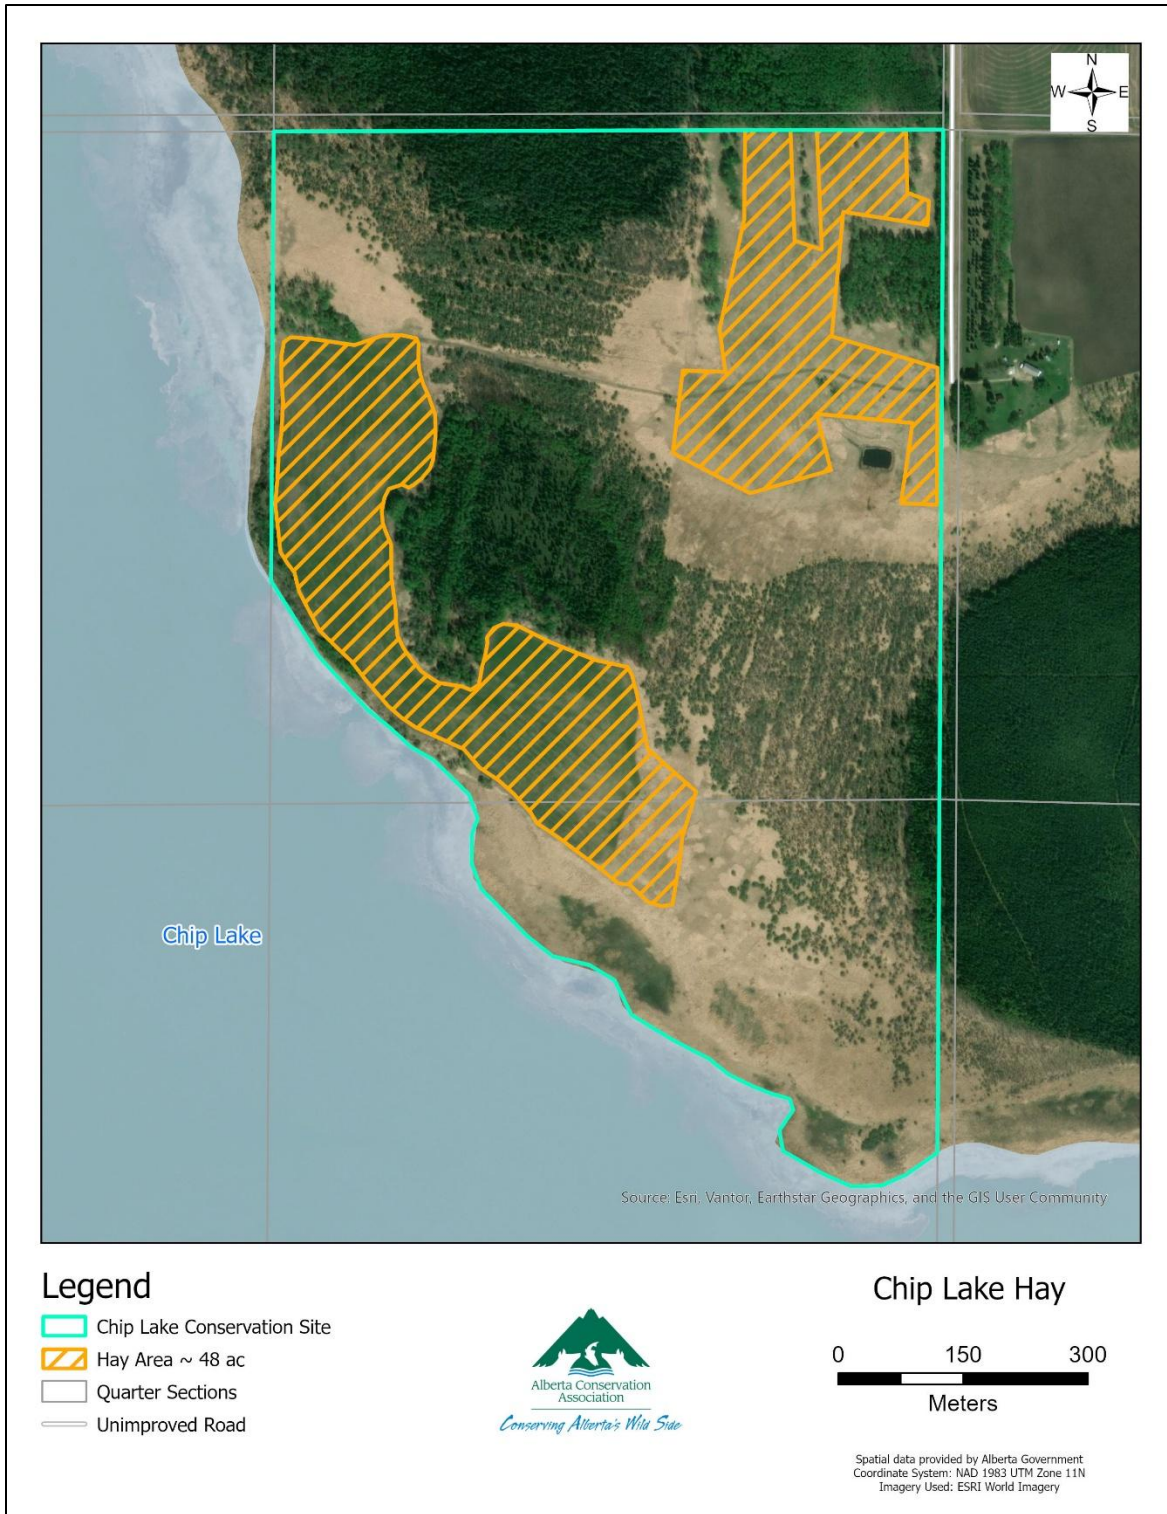 N
W E
S
Chip Lake
Source: Esri, Vantor, Earthstar Geographics, and the GIS User Community
Legend
Chip Lake Conservation Site
Hay Area ~ 48 ac
Quarter Sections
Unimproved Road
Alberta Conservation
Association
Conserving Alberta's Wild Side
Chip Lake Hay
0 150 300
Meters
Spatial data provided by Alberta Government
Coordinate System: NAD 1983 UTM Zone 11N
Imagery Used: ESRI World Imagery